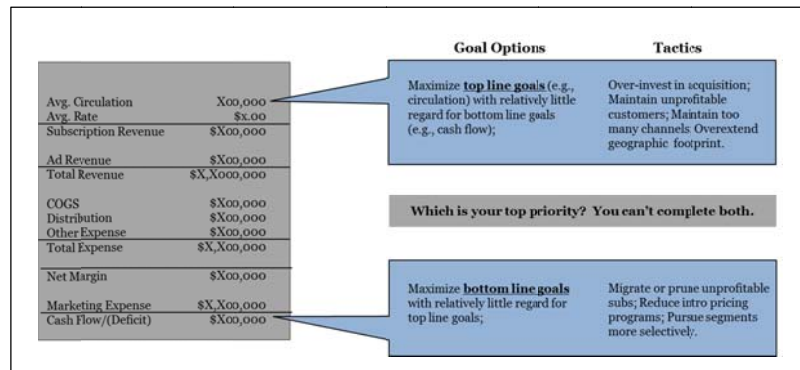 Goal Options
Tactics
Avg. Circulation X00,000
Avg. Rate $x.00
Subscription Revenue $X00,000
Ad Revenue $X00,000
Total Revenue $X,X000,000
COGS $X00,000
Distribution $X00,000
Other Expense $X00,000
Total Expense $X,X00,000
Net Margin $X00,000
Marketing Expense $X,X00,000
Cash Flow/(Deficit) $X00,000
Maximize top line goals (e.g.,
circulation) with relatively little
regard for bottom line goals
(e.g., cash flow);
Over-invest in acquisition;
Maintain unprofitable
customers; Maintain too
many channels Overextend
geographic footprint.
Which is your top priority? You can't complete both.
Maximize bottom line goals
with relatively little regard for
top line goals;
Migrate or prune unprofitable
subs; Reduce intro pricing
programs; Pursue segments
more selectively.